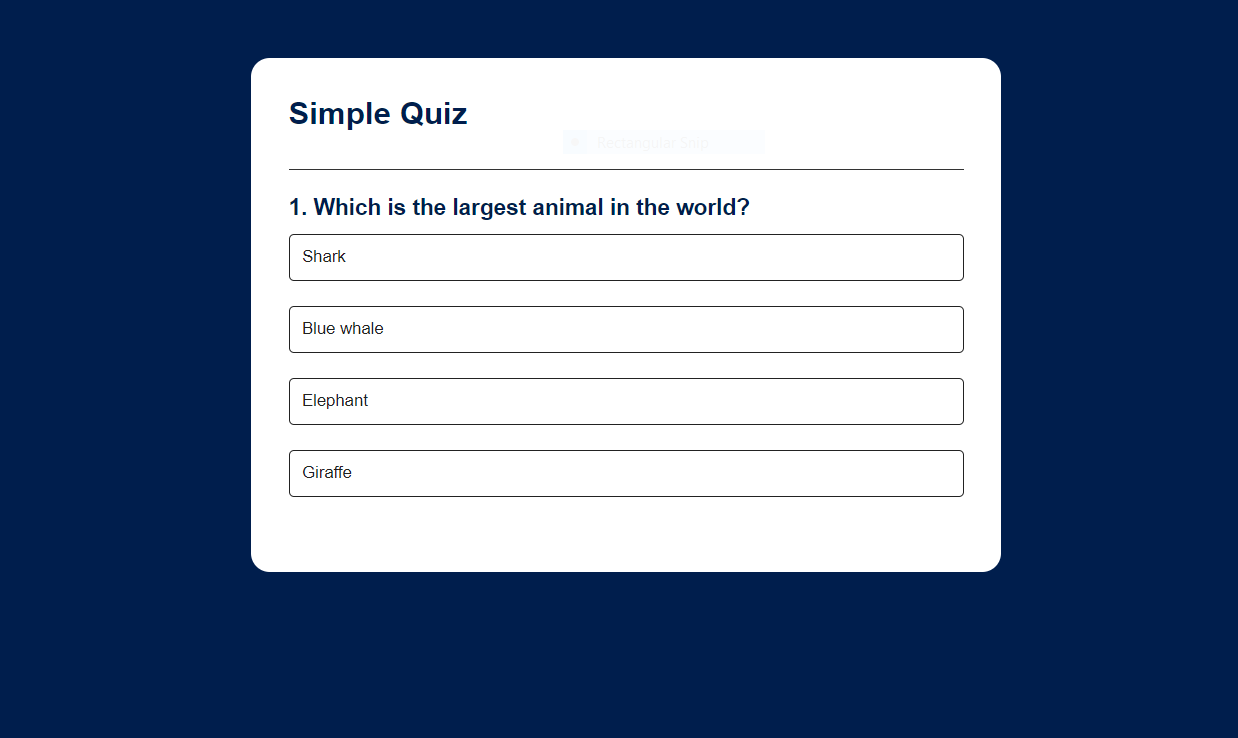 Simple Quiz
Rectangular Snip
1. Which is the largest animal in the world?
Shark
Blue whale
Elephant
Giraffe